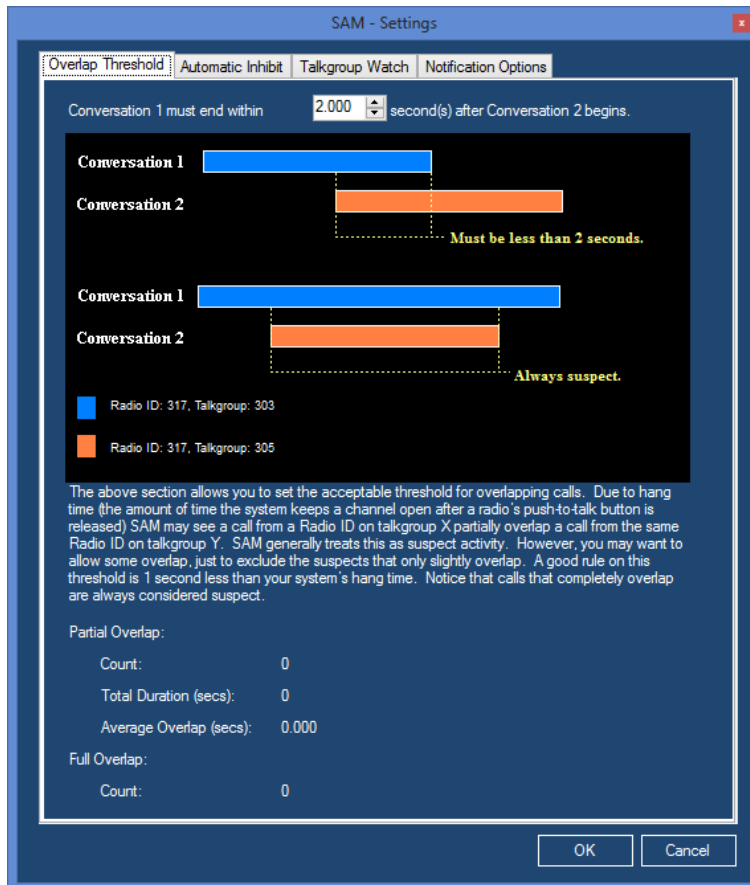 SAM - Settings
x
Overlap Threshold
Automatic Inhibit
Talkgroup Watch
Notification Options
Conversation 1 must end within 2.000 second(s) after Conversation 2 begins.
Conversation 1
Conversation 2
Must be less than 2 seconds.
Conversation 1
Conversation 2
Always suspect.
Radio ID: 317, Talkgroup: 303
Radio ID: 317, Talkgroup: 305
The above section allows you to set the acceptable threshold for overlapping calls. Due to hang
time (the amount of time the system keeps a channel open after a radio's push-to-talk button is
released) SAM may see a call from a Radio ID on talkgroup X partially overlap a call from the same
Radio ID on talkgroup Y. SAM generally treats this as suspect activity. However, you may want to
allow some overlap, just to exclude the suspects that only slightly overlap. A good rule on this
threshold is 1 second less than your system's hang time. Notice that calls that completely overlap
are always considered suspect.
Partial Overlap:
Count: 0
Total Duration (secs): 0
Average Overlap (secs): 0.000
Full Overlap:
Count: 0
OK
Cancel